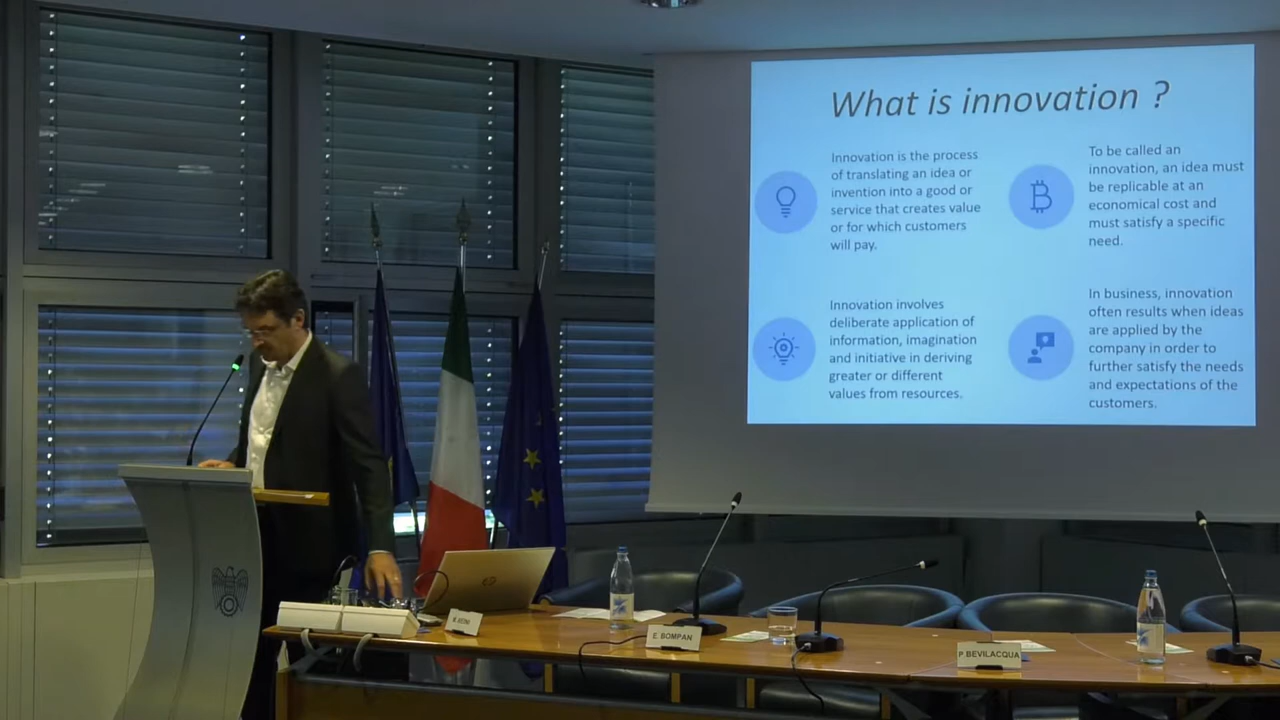 What is innovation ?
Innovation is the process
of translating an idea or
invention into a good or
service that creates value
or for which customers
will pay.
To be called an
innovation, an idea must
be replicable at an
economical cost and
must satisfy a specific
need.
Innovation involves
deliberate application of
information, imagination
and initiative in deriving
greater or different
values from resources.
In business, innovation
often results when ideas
are applied by the
company in order to
further satisfy the needs
and expectations of the
customers.
hp
E. BOMPAN
P. BEVILACQUA